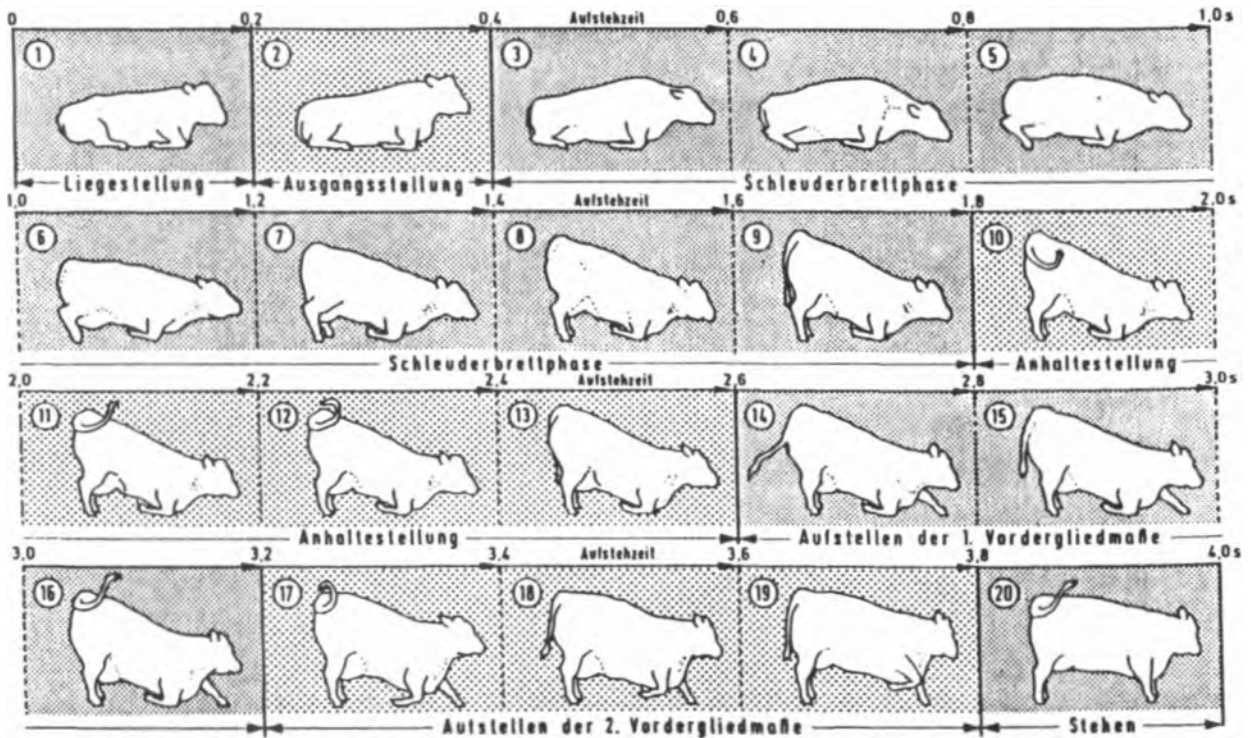 0 0,2 0,4 Aufstehzeit 0,6 0,8 1,0 s
1 2 3 4 5
Liegestellung Ausgangsstellung Schleuderbrettphase
1,0 1,2 1,4 Aufstehzeit 1,6 1,8 2,0 s
6 7 8 9 10
Schleuderbrettphase Anhaltestellung
2,0 2,2 2,4 Aufstehzeit 2,6 2,8 3,0 s
11 12 13 14 15
Anhaltestellung Aufstellen der 1. Vordergliedmaße
3,0 3,2 3,4 Aufstehzeit 3,6 3,8 4,0 s
16 17 18 19 20
Aufstellen der 2. Vordergliedmaße Stehen